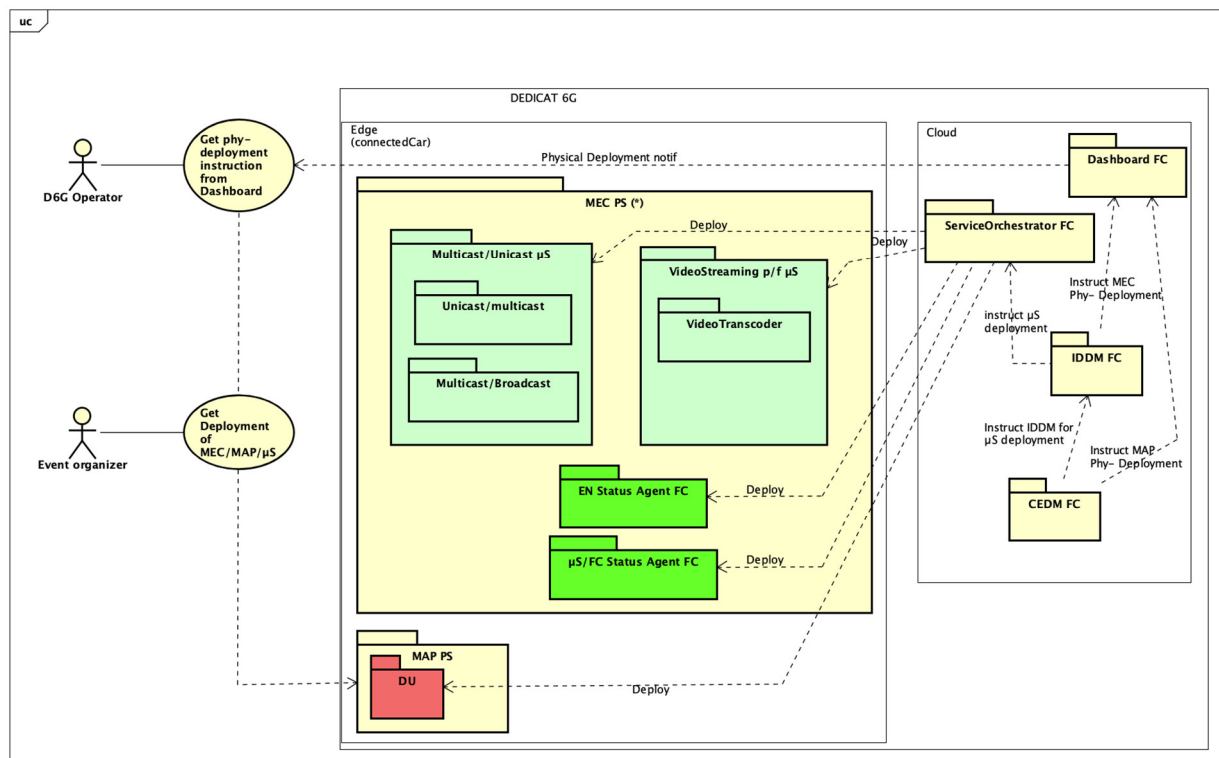 uc
DEDICAT 6G
Edge
(connectedCar)
Cloud
Get phy-
deployment
instruction
from
Dashboard
D6G Operator
Physical Deployment notif
Dashboard FC
MEC PS (*)
Deploy
ServiceOrchestrator FC
Deploy
Multicast/Unicast µS
VideoStreaming p/f µS
Unicast/multicast
VideoTranscoder
Instruct MEC
Phy- Deployment
instruct µS
deployment
IDDM FC
Multicast/Broadcast
Get
Deployment
of
MEC/MAP/µS
Event organizer
Instruct IDDM for
µS deployment
Instruct MAP
Phy- Deployment
EN Status Agent FC
Deploy
CEDM FC
µS/FC Status Agent FC
Deploy
MAP PS
DU
Deploy